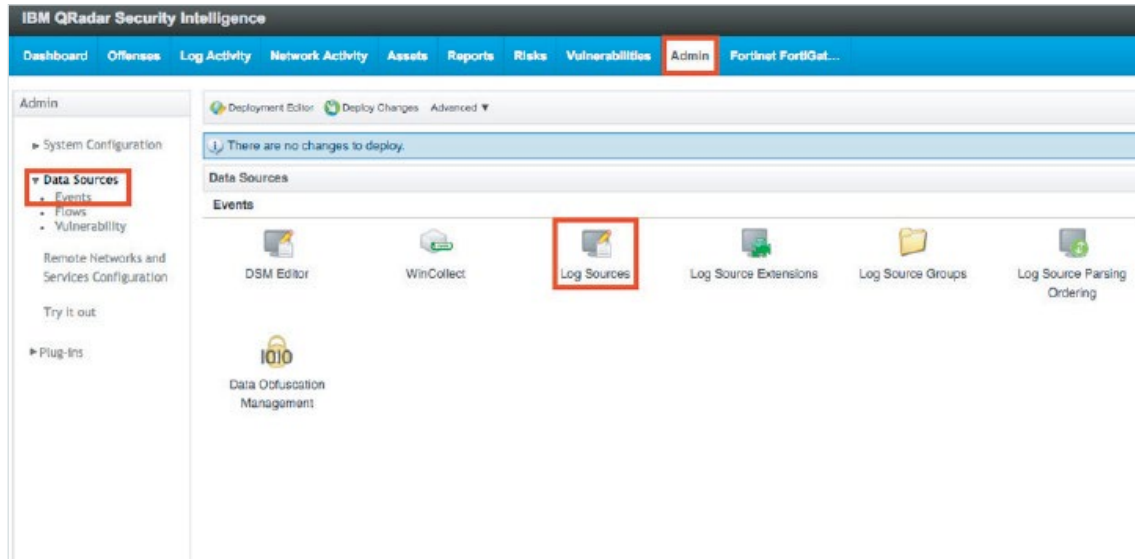 IBM QRadar Security Intelligence
Dashboard Offenses Log Activity Network Activity Assets Reports Risks Vulnerabilities Admin Fortinet FortiGat...
Admin
Deployment Editor Deploy Changes Advanced ▼
System Configuration
There are no changes to deploy.
Data Sources
Events
Flows
Vulnerability
Remote Networks and
Services Configuration
Try it out
Plug-ins
Data Sources
Events
DSM Editor WinCollect Log Sources Log Source Extensions Log Source Groups Log Source Parsing
Ordering
1010
Data Obfuscation
Management